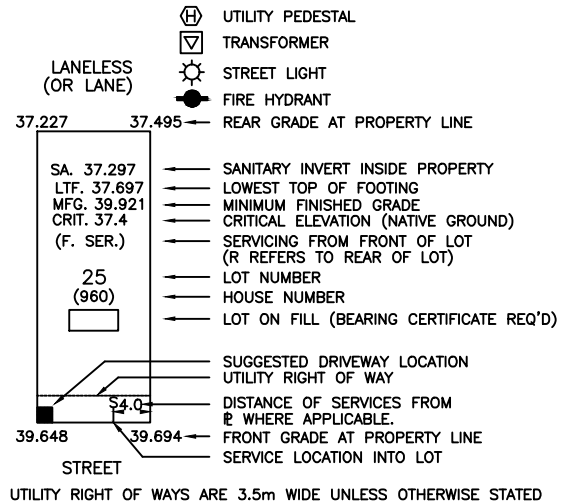 H UTILITY PEDESTAL
TRANSFORMER
LANELESS
(OR LANE)
STREET LIGHT
FIRE HYDRANT
37.227 37.495 REAR GRADE AT PROPERTY LINE
SA. 37.297 SANITARY INVERT INSIDE PROPERTY
LTF. 37.697 LOWEST TOP OF FOOTING
MFG. 39.921 MINIMUM FINISHED GRADE
CRIT. 37.4 CRITICAL ELEVATION (NATIVE GROUND)
(F. SER.) SERVICING FROM FRONT OF LOT
(R REFERS TO REAR OF LOT)
25 LOT NUMBER
(960) HOUSE NUMBER
LOT ON FILL (BEARING CERTIFICATE REQ'D)
SUGGESTED DRIVEWAY LOCATION
UTILITY RIGHT OF WAY
S4.0 DISTANCE OF SERVICES FROM
℄ WHERE APPLICABLE.
39.648 39.694 FRONT GRADE AT PROPERTY LINE
SERVICE LOCATION INTO LOT
STREET
UTILITY RIGHT OF WAYS ARE 3.5m WIDE UNLESS OTHERWISE STATED